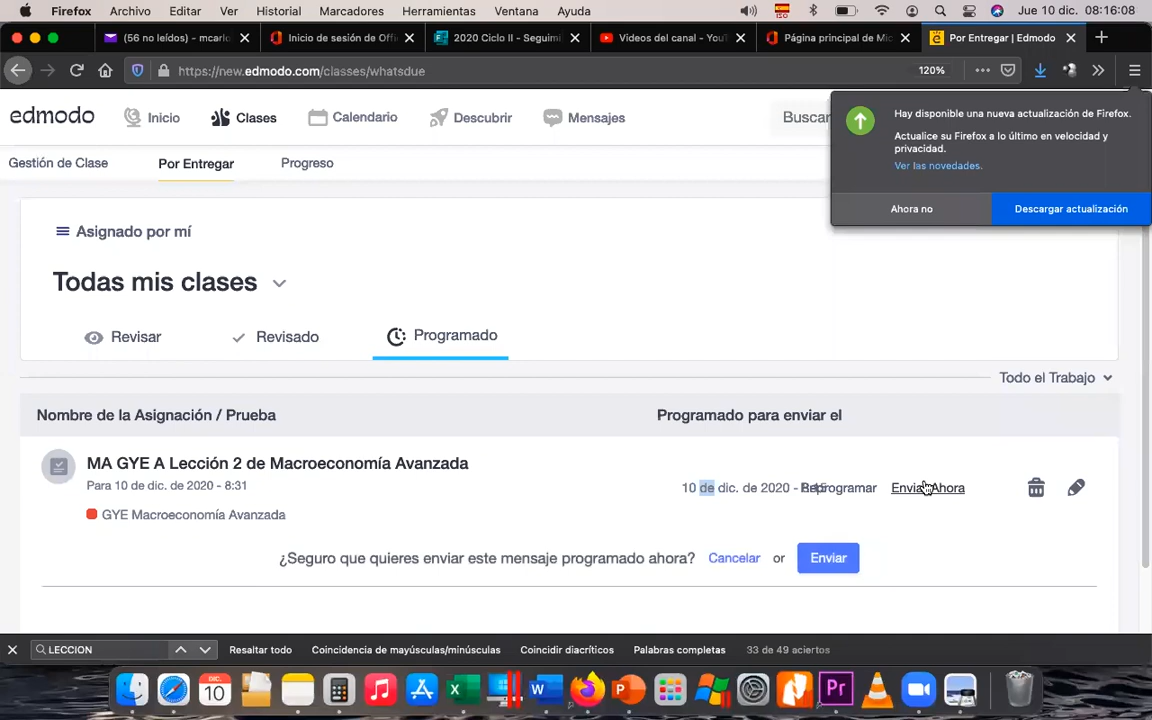 Firefox Archivo Editar Ver Historial Marcadores Herramientas Ventana Ayuda Jue 10 dic. 08:16:08
(56 no leídos) - mcarlo Inicio de sesión de Offi 2020 Ciclo II - Seguimi Videos del canal - YouT Página principal de Mic Por Entregar | Edmodo
https://new.edmodo.com/classes/whatsdue 120%
edmodo Inicio Clases Calendario Descubrir Mensajes Buscar
Hay disponible una nueva actualización de Firefox.
Actualice su Firefox a lo último en velocidad y
privacidad.
Ver las novedades.
Ahora no Descargar actualización
Gestión de Clase Por Entregar Progreso
Asignado por mí
Todas mis clases
Revisar Revisado Programado
Todo el Trabajo
Nombre de la Asignación / Prueba Programado para enviar el
MA GYE A Lección 2 de Macroeconomía Avanzada
Para 10 de dic. de 2020 - 8:31
10 de dic. de 2020 - Reprogramar Enviar Ahora
GYE Macroeconomía Avanzada
¿Seguro que quieres enviar este mensaje programado ahora? Cancelar or Enviar
LECCION Resaltar todo Coincidencia de mayúsculas/minúsculas Coincidir diacríticos Palabras completas 33 de 49 aciertos
DIC 10 Pr